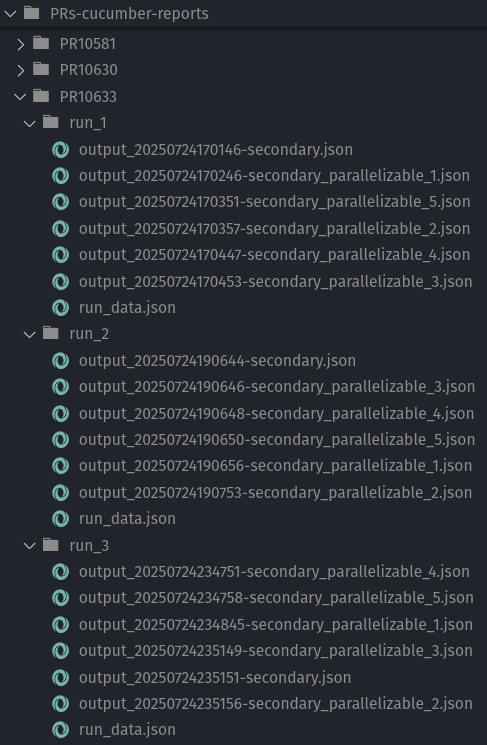 PRs-cucumber-reports
PR10581
PR10630
PR10633
run_1
output_20250724170146-secondary.json
output_20250724170246-secondary_parallelizable_1.json
output_20250724170351-secondary_parallelizable_5.json
output_20250724170357-secondary_parallelizable_2.json
output_20250724170447-secondary_parallelizable_4.json
output_20250724170453-secondary_parallelizable_3.json
run_data.json
run_2
output_20250724190644-secondary.json
output_20250724190646-secondary_parallelizable_3.json
output_20250724190648-secondary_parallelizable_4.json
output_20250724190650-secondary_parallelizable_5.json
output_20250724190656-secondary_parallelizable_1.json
output_20250724190753-secondary_parallelizable_2.json
run_data.json
run_3
output_20250724234751-secondary_parallelizable_4.json
output_20250724234758-secondary_parallelizable_5.json
output_20250724234845-secondary_parallelizable_1.json
output_20250724235149-secondary_parallelizable_3.json
output_20250724235151-secondary.json
output_20250724235156-secondary_parallelizable_2.json
run_data.json